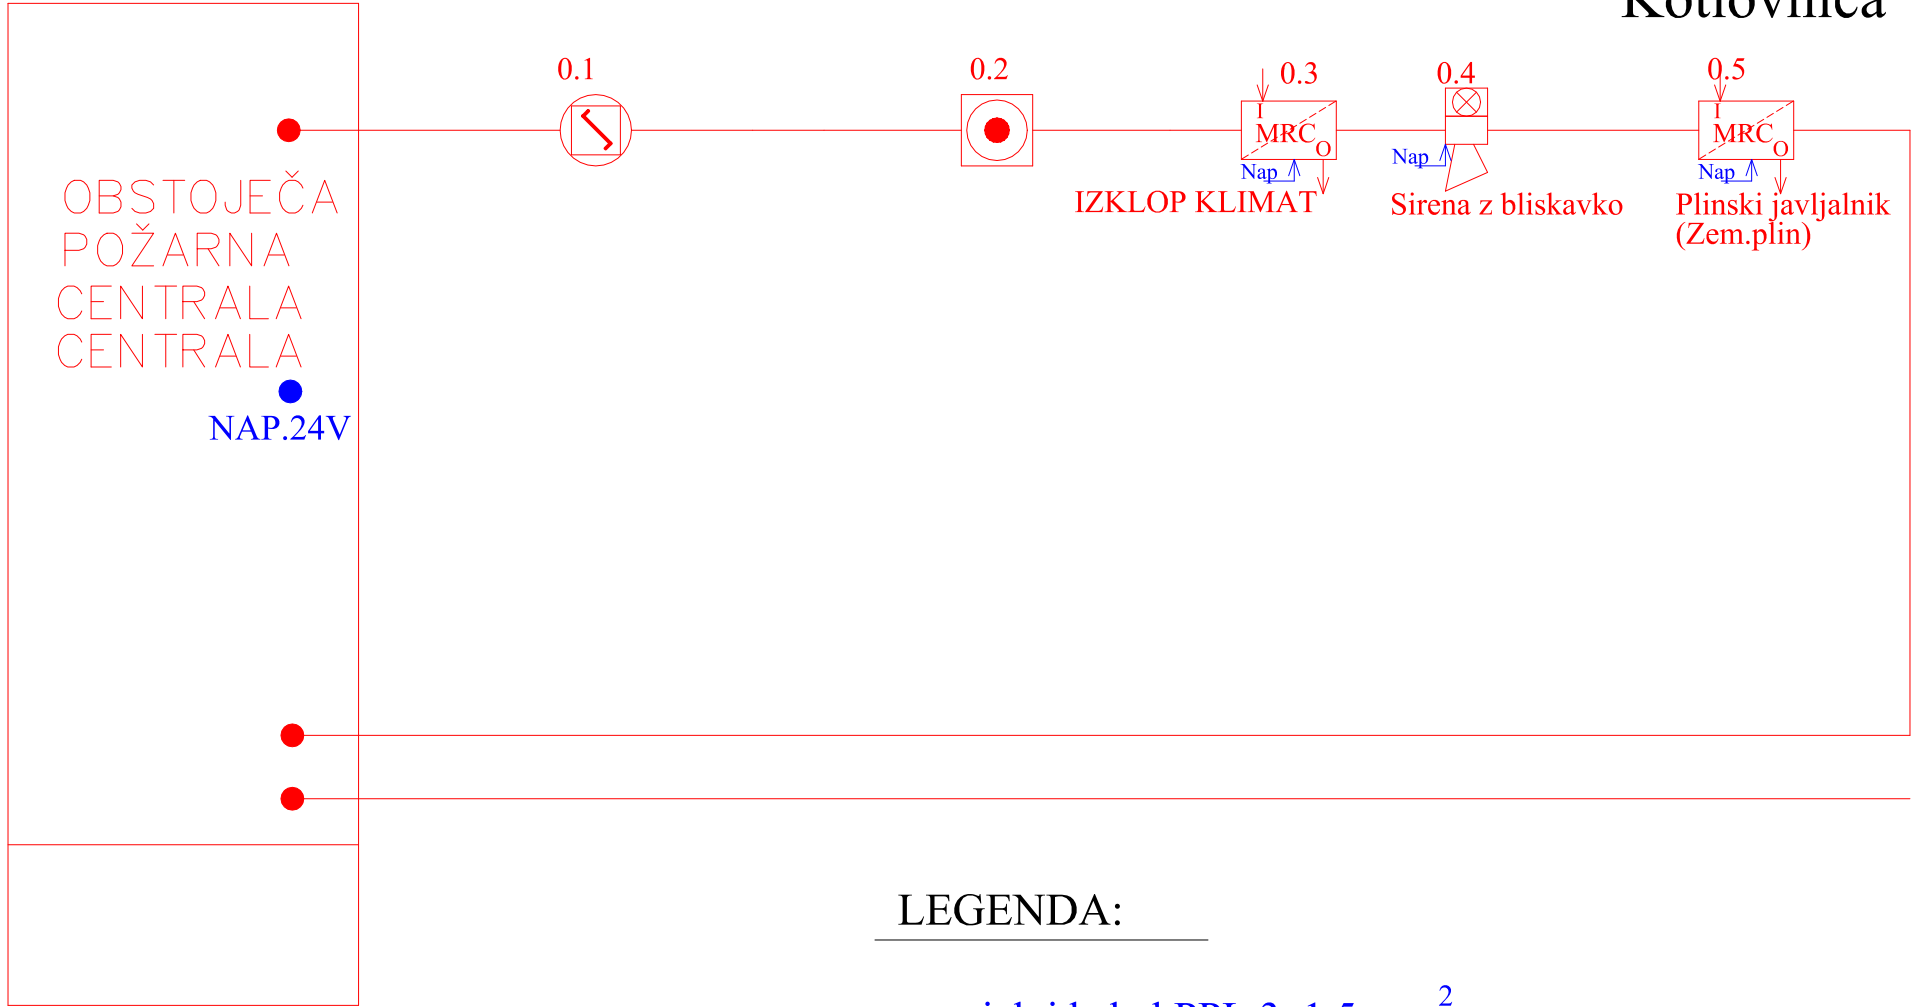 Kotlovnica
0.1
0.2
0.3
0.4
0.5
I
MRC
O
Nap
IZKLOP KLIMAT
Nap
Sirena z bliskavko
I
MRC
O
Nap
Plinski javljalnik
(Zem.plin)
OBSTOJEČA
POŽARNA
CENTRALA
CENTRALA
NAP.24V
LEGENDA: